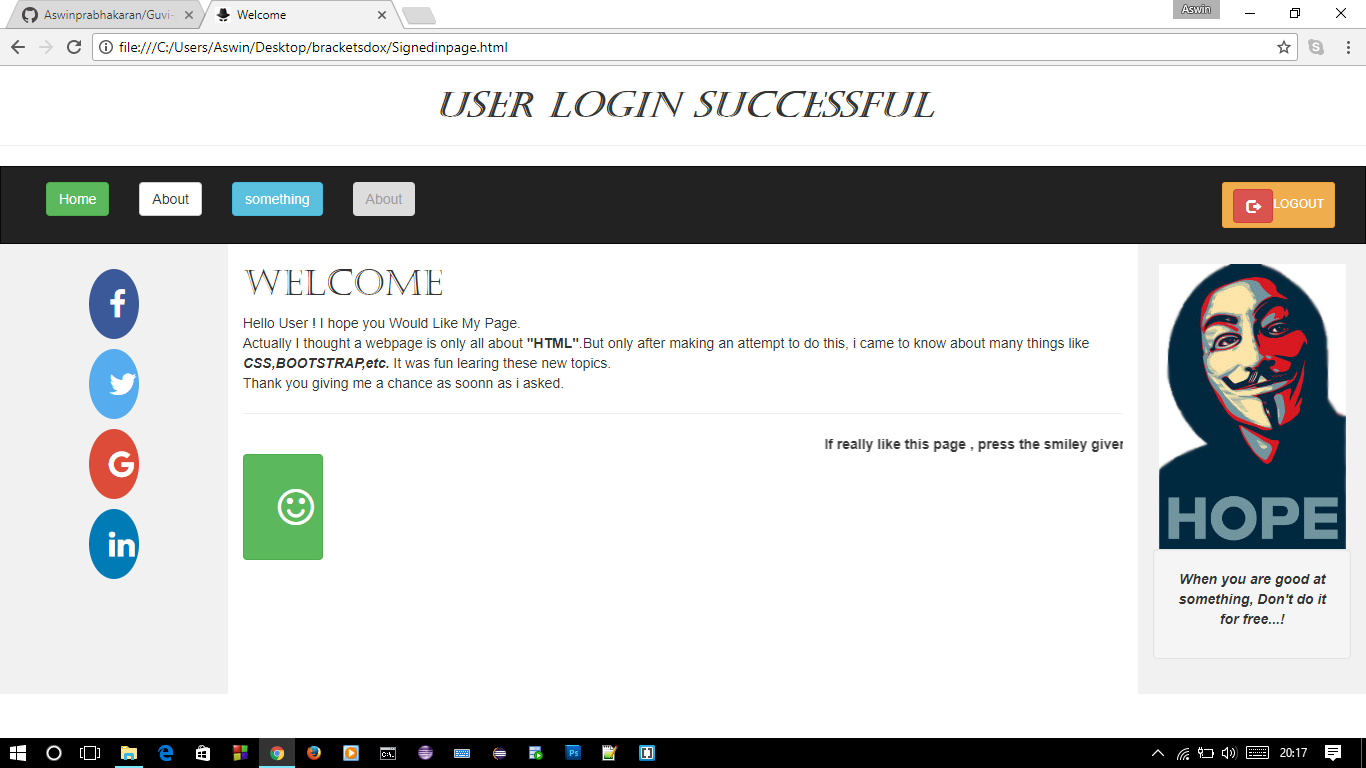 Aswinprabhakaran/Guvi-
Welcome
Aswin
file:///C:/Users/Aswin/Desktop/bracketsdox/Signedinpage.html
USER LOGIN SUCCESSFUL
Home
About
something
About
LOGOUT
WELCOME
Hello User ! I hope you Would Like My Page.
Actually I thought a webpage is only all about "HTML".But only after making an attempt to do this, i came to know about many things like
CSS,BOOTSTRAP,etc. It was fun learing these new topics.
Thank you giving me a chance as soonn as i asked.
If really like this page , press the smiley giver
f
G
in
HOPE
When you are good at
something, Don't do it
for free...!
C:\.
Ps
20:17